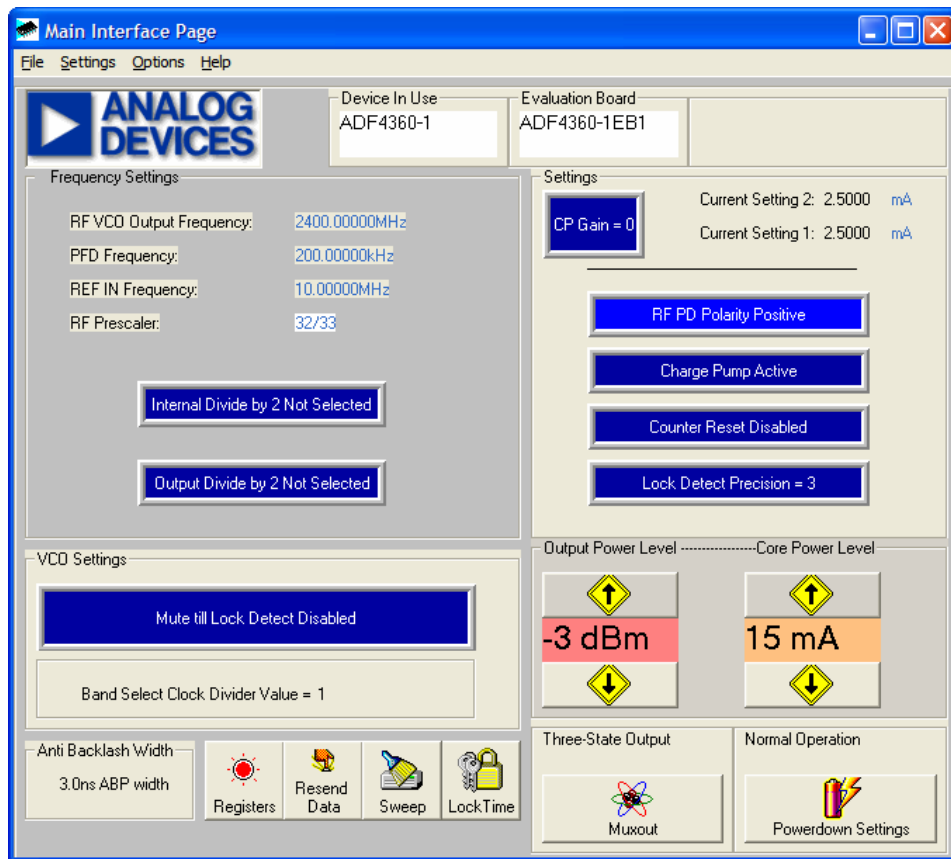 Main Interface Page
File Settings Options Help
ANALOG
DEVICES
Device In Use
ADF4360-1
Evaluation Board
ADF4360-1EB1
Frequency Settings
RF VCO Output Frequency: 2400.00000MHz
PFD Frequency: 200.00000kHz
REF IN Frequency: 10.00000MHz
RF Prescaler: 32/33
Internal Divide by 2 Not Selected
Output Divide by 2 Not Selected
Settings
CP Gain = 0
Current Setting 2: 2.5000 mA
Current Setting 1: 2.5000 mA
RF PD Polarity Positive
Charge Pump Active
Counter Reset Disabled
Lock Detect Precision = 3
VCO Settings
Mute till Lock Detect Disabled
Band Select Clock Divider Value = 1
Output Power Level ------------------Core Power Level
-3 dBm
15 mA
Anti Backlash Width
3.0ns ABP width
Registers
Resend
Data
Sweep
LockTime
Three-State Output
Muxout
Normal Operation
Powerdown Settings